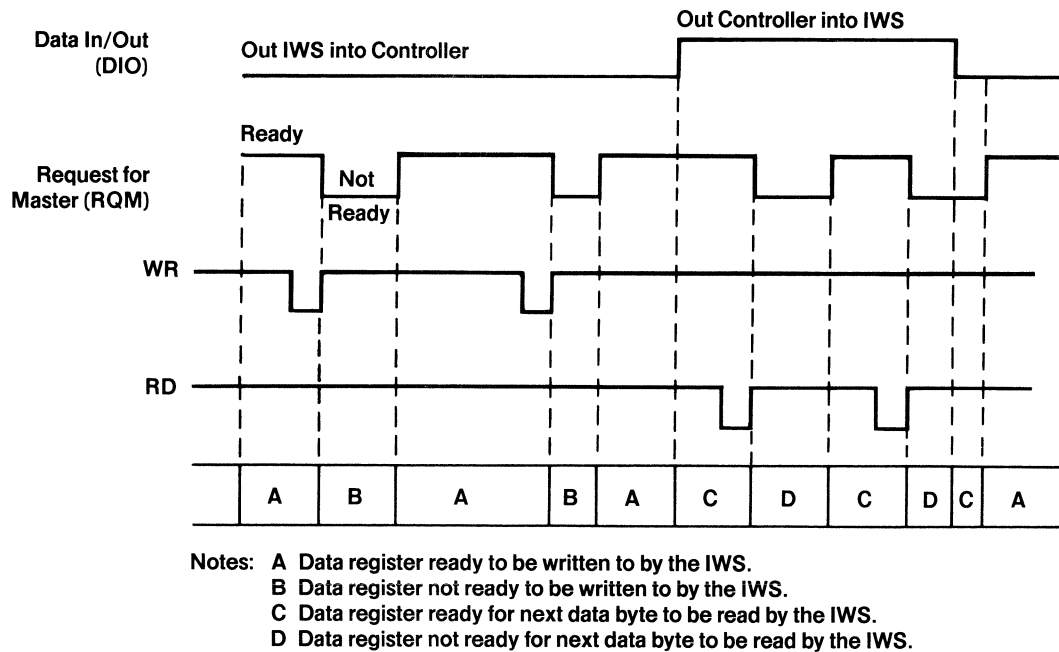 Out Controller into IWS
Data In/Out
(DIO)
Out IWS into Controller
Ready
Request for
Master (RQM)
Not
Ready
WR
RD
A B A B A C D C D C A
Notes: A Data register ready to be written to by the IWS.
B Data register not ready to be written to by the IWS.
C Data register ready for next data byte to be read by the IWS.
D Data register not ready for next data byte to be read by the IWS.